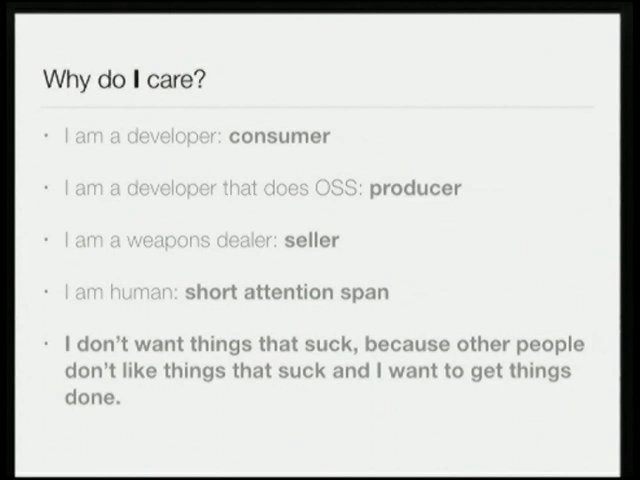 Why do I care?
· I am a developer: consumer
· I am a developer that does OSS: producer
· I am a weapons dealer: seller
· I am human: short attention span
· I don't want things that suck, because other people
don't like things that suck and I want to get things
done.